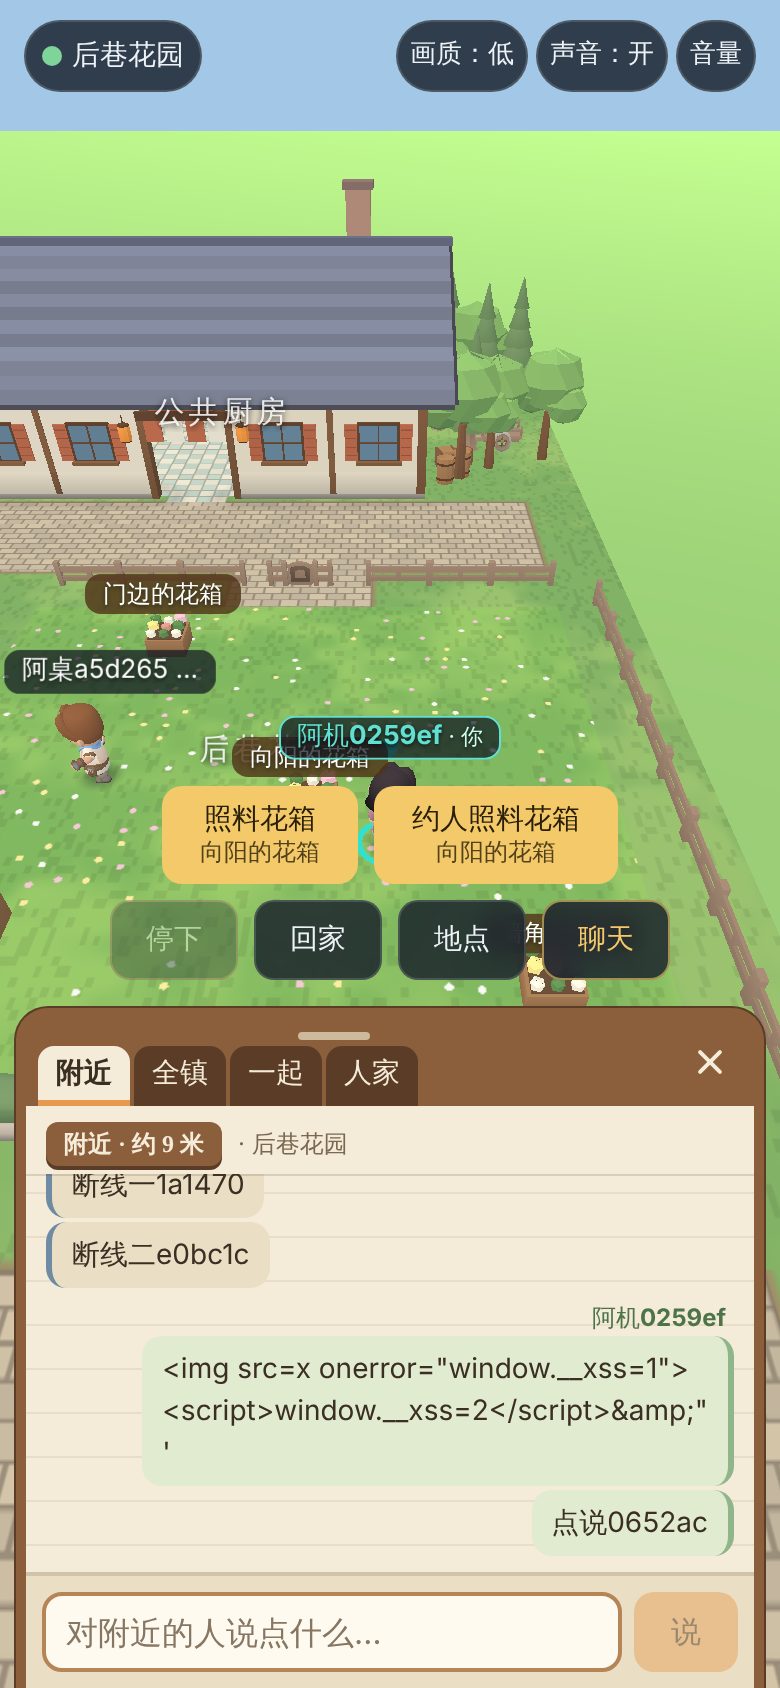 后巷花园
画质：低
声音：开
音量
公共厨房
门边的花箱
阿桌a5d265 ...
阿机0259ef · 你
后
向阳的花箱
照料花箱
向阳的花箱
约人照料花箱
向阳的花箱
停下
回家
地点
角
聊天
附近
全镇
一起
人家
附近 · 约 9 米
· 后巷花园
断线一1a1470
断线二e0bc1c
阿机0259ef
<img src=x onerror="window.__xss=1">
<script>window.__xss=2</script>&amp;"
'
点说0652ac
对附近的人说点什么...
说